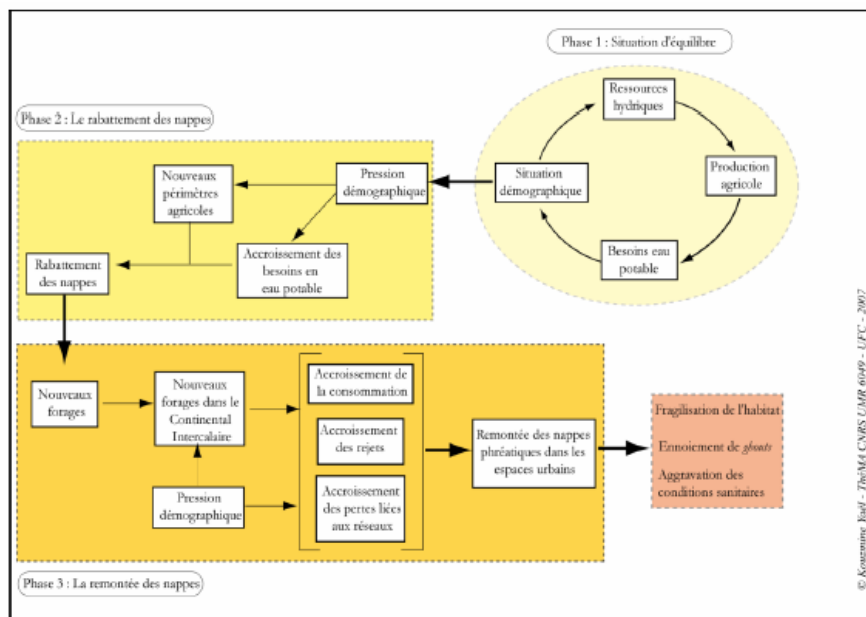 Phase 1 : Situation d'équilibre
Ressources
hydriques
Production
agricole
Besoins eau
potable
Situation
démographique
Phase 2 : Le rabattement des nappes
Pression
démographique
Nouveaux
périmètres
agricoles
Accroissement des
besoins en
eau potable
Rabattement
des nappes
Nouveaux
forages
Nouveaux
forages dans le
Continental
Intercalaire
Pression
démographique
Accroissement de
la consommation
Accroissement
des rejets
Accroissement
des pertes liées
aux réseaux
Remontée des nappes
phréatiques dans les
espaces urbains
Fragilisation de l'habitat
Ennoiement de ghouts
Aggravation des
conditions sanitaires
Phase 3 : La remontée des nappes
© Kouzmine Yaël - ThéMA CNRS UMR 6049 - UFC - 2007